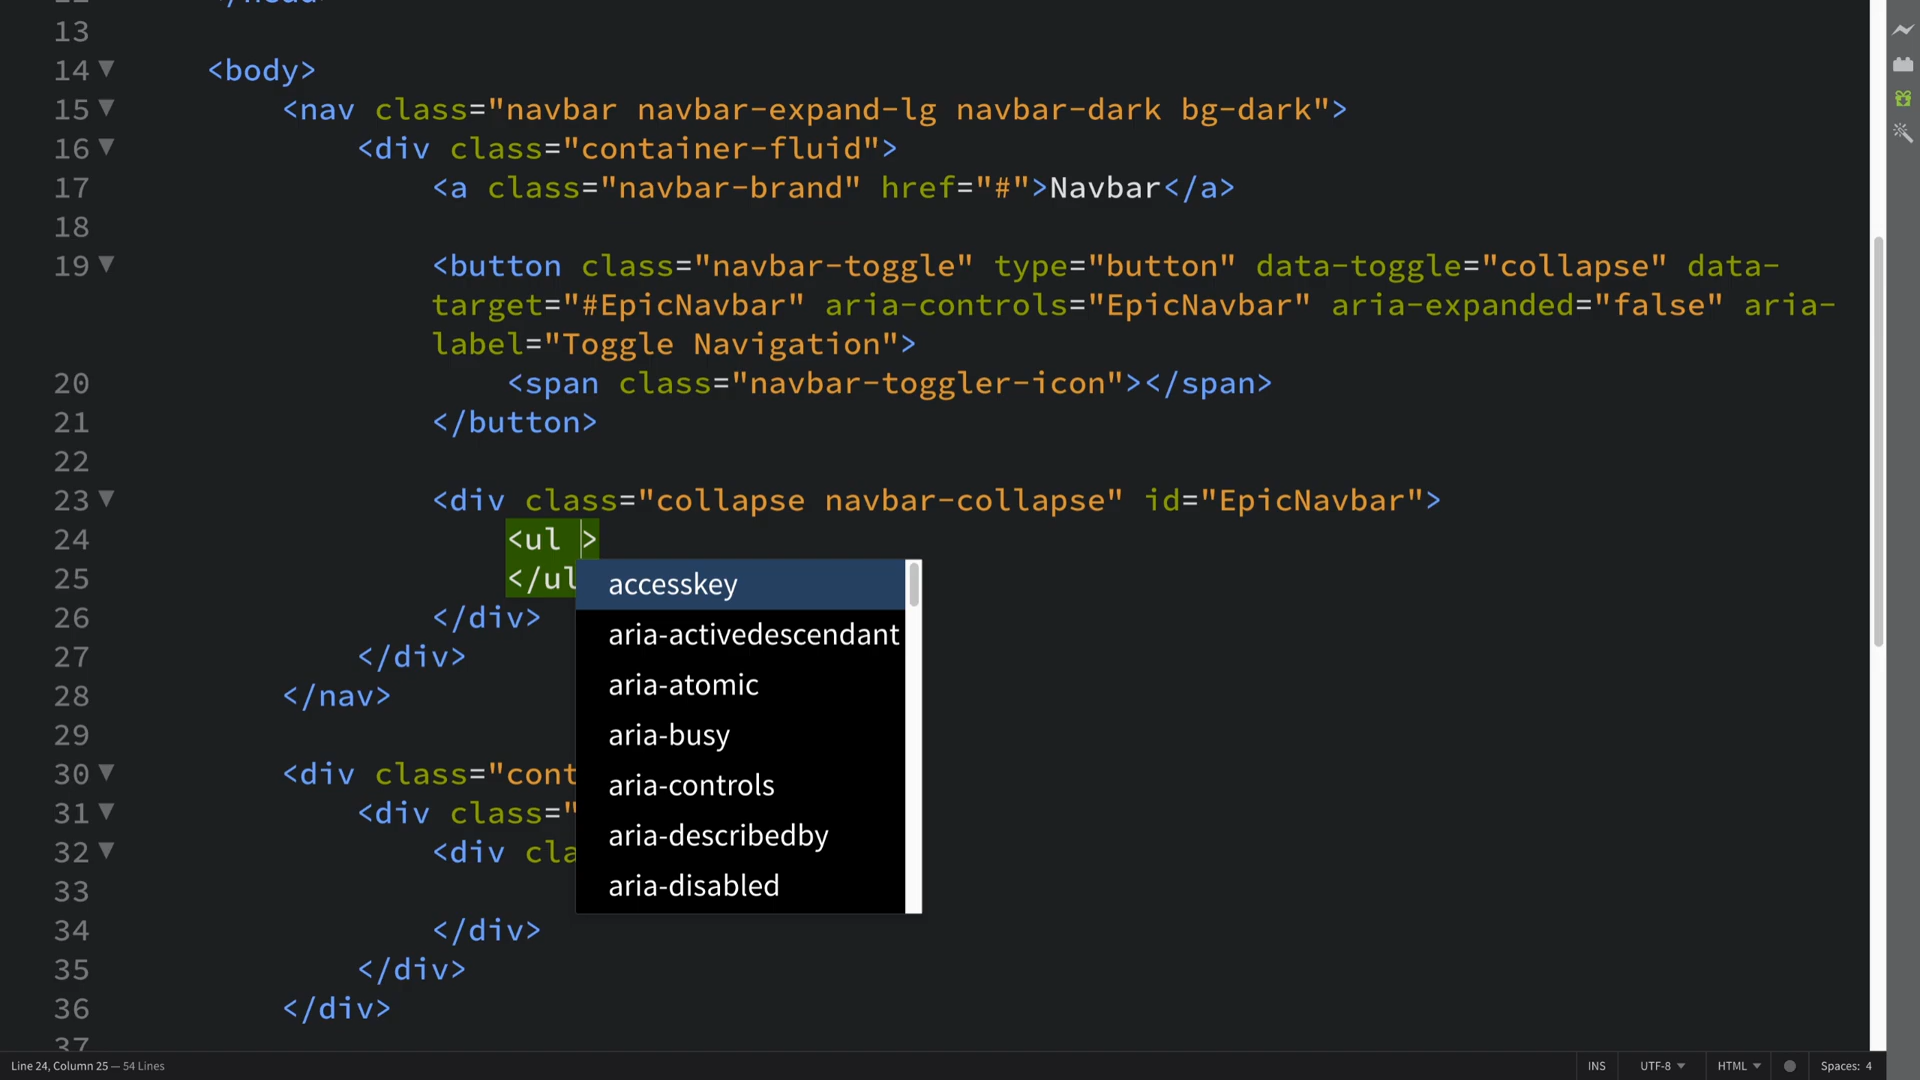 13
14 <body>
15 <nav class="navbar navbar-expand-lg navbar-dark bg-dark">
16 <div class="container-fluid">
17 <a class="navbar-brand" href="#">Navbar</a>
18
19 <button class="navbar-toggle" type="button" data-toggle="collapse" data-
target="#EpicNavbar" aria-controls="EpicNavbar" aria-expanded="false" aria-
label="Toggle Navigation">
20 <span class="navbar-toggler-icon"></span>
21 </button>
22
23 <div class="collapse navbar-collapse" id="EpicNavbar">
24 <ul >
25 </ul
accesskey
aria-activedescendant
aria-atomic
aria-busy
aria-controls
aria-describedby
aria-disabled
26 </div>
27 </div>
28 </nav>
29
30 <div class="cont
31 <div class="
32 <div cla
33
34 </div>
35 </div>
36 </div>
37
Line 24, Column 25 — 54 Lines
INS UTF-8 HTML Spaces: 4